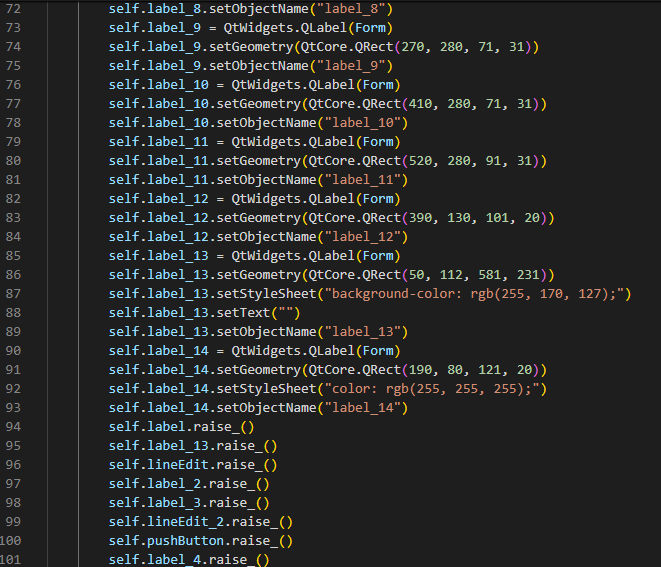 72 self.label_8.setObjectName("label_8")
73 self.label_9 = QtWidgets.QLabel(Form)
74 self.label_9.setGeometry(QtCore.QRect(270, 280, 71, 31))
75 self.label_9.setObjectName("label_9")
76 self.label_10 = QtWidgets.QLabel(Form)
77 self.label_10.setGeometry(QtCore.QRect(410, 280, 71, 31))
78 self.label_10.setObjectName("label_10")
79 self.label_11 = QtWidgets.QLabel(Form)
80 self.label_11.setGeometry(QtCore.QRect(520, 280, 91, 31))
81 self.label_11.setObjectName("label_11")
82 self.label_12 = QtWidgets.QLabel(Form)
83 self.label_12.setGeometry(QtCore.QRect(390, 130, 101, 20))
84 self.label_12.setObjectName("label_12")
85 self.label_13 = QtWidgets.QLabel(Form)
86 self.label_13.setGeometry(QtCore.QRect(50, 112, 581, 231))
87 self.label_13.setStyleSheet("background-color: rgb(255, 170, 127);")
88 self.label_13.setText("")
89 self.label_13.setObjectName("label_13")
90 self.label_14 = QtWidgets.QLabel(Form)
91 self.label_14.setGeometry(QtCore.QRect(190, 80, 121, 20))
92 self.label_14.setStyleSheet("color: rgb(255, 255, 255);")
93 self.label_14.setObjectName("label_14")
94 self.label.raise_()
95 self.label_13.raise_()
96 self.lineEdit.raise_()
97 self.label_2.raise_()
98 self.label_3.raise_()
99 self.lineEdit_2.raise_()
100 self.pushButton.raise_()
101 self.label_4.raise_()